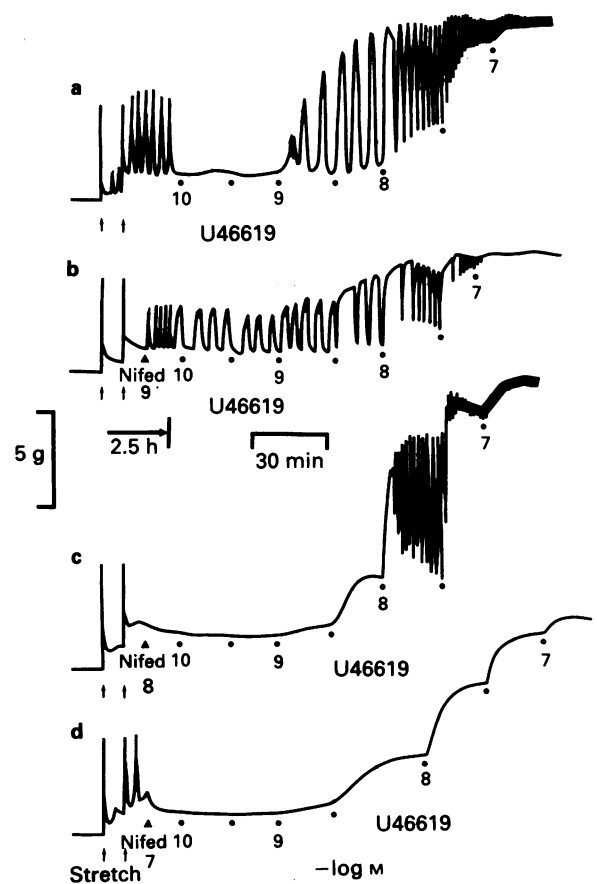 a
7
10 9 8
U46619
b
7
Nifed 10 9 8
9
U46619
5 g
2.5 h
30 min
7
c
8
Nifed 10 9
8
U46619
7
d
8
Nifed 10 9
7
U46619
Stretch
−log M